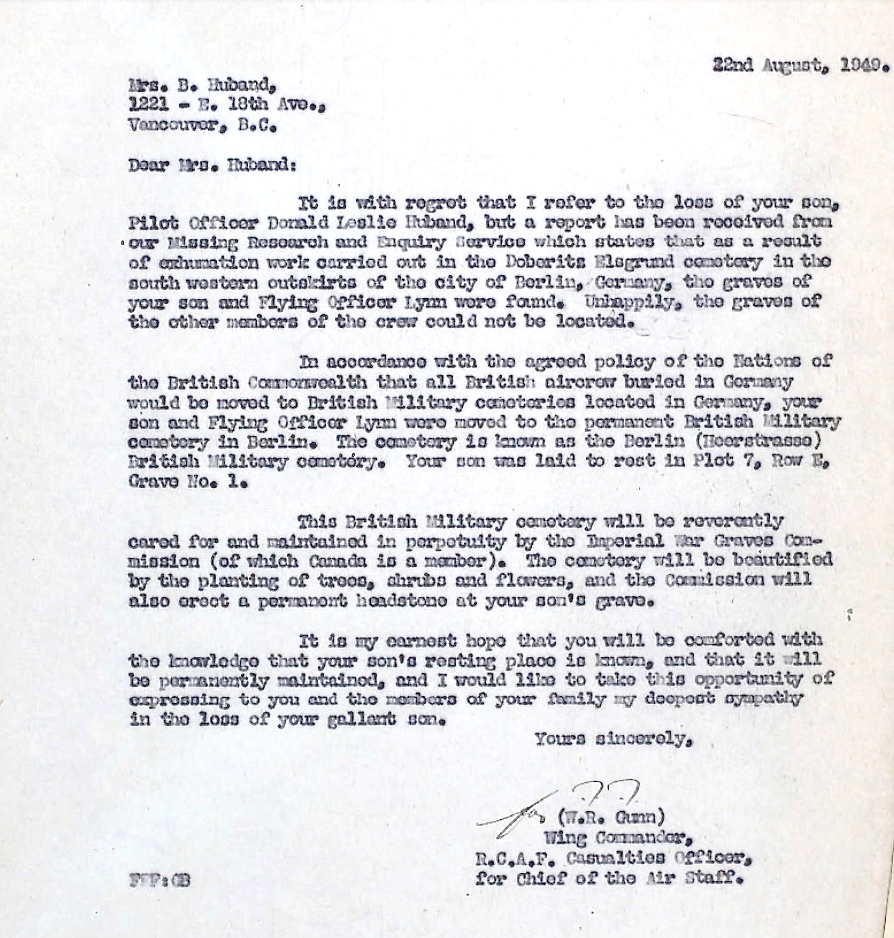 22nd August, 1949.
Mrs. B. Huband,
1221 - E. 18th Ave.,
Vancouver, B.C.
Dear Mrs. Huband:
It is with regret that I refer to the loss of your son,
Pilot Officer Donald Leslie Huband, but a report has been received from
our Missing Research and Enquiry Service which states that as a result
of exhumation work carried out in the Doberitz Elsgrund cemetery in the
south western outskirts of the city of Berlin, Germany, the graves of
your son and Flying Officer Lynn were found. Unhappily, the graves of
the other members of the crew could not be located.
In accordance with the agreed policy of the Nations of
the British Commonwealth that all British aircrew buried in Germany
would be moved to British Military cemeteries located in Germany, your
son and Flying Officer Lynn were moved to the permanent British Military
cemetery in Berlin. The cemetery is known as the Berlin (Heerstrasse)
British Military cemetery. Your son was laid to rest in Plot 7, Row E,
Grave No. 1.
This British Military cemetery will be reverently
cared for and maintained in perpetuity by the Imperial War Graves Com-
mission (of which Canada is a member). The cemetery will be beautified
by the planting of trees, shrubs and flowers, and the Commission will
also erect a permanent headstone at your son's grave.
It is my earnest hope that you will be comforted with
the knowledge that your son's resting place is known, and that it will
be permanently maintained, and I would like to take this opportunity of
expressing to you and the members of your family my deepest sympathy
in the loss of your gallant son.
Yours sincerely,
for (W.R. Gunn)
Wing Commander,
R.C.A.F. Casualties Officer,
for Chief of the Air Staff.